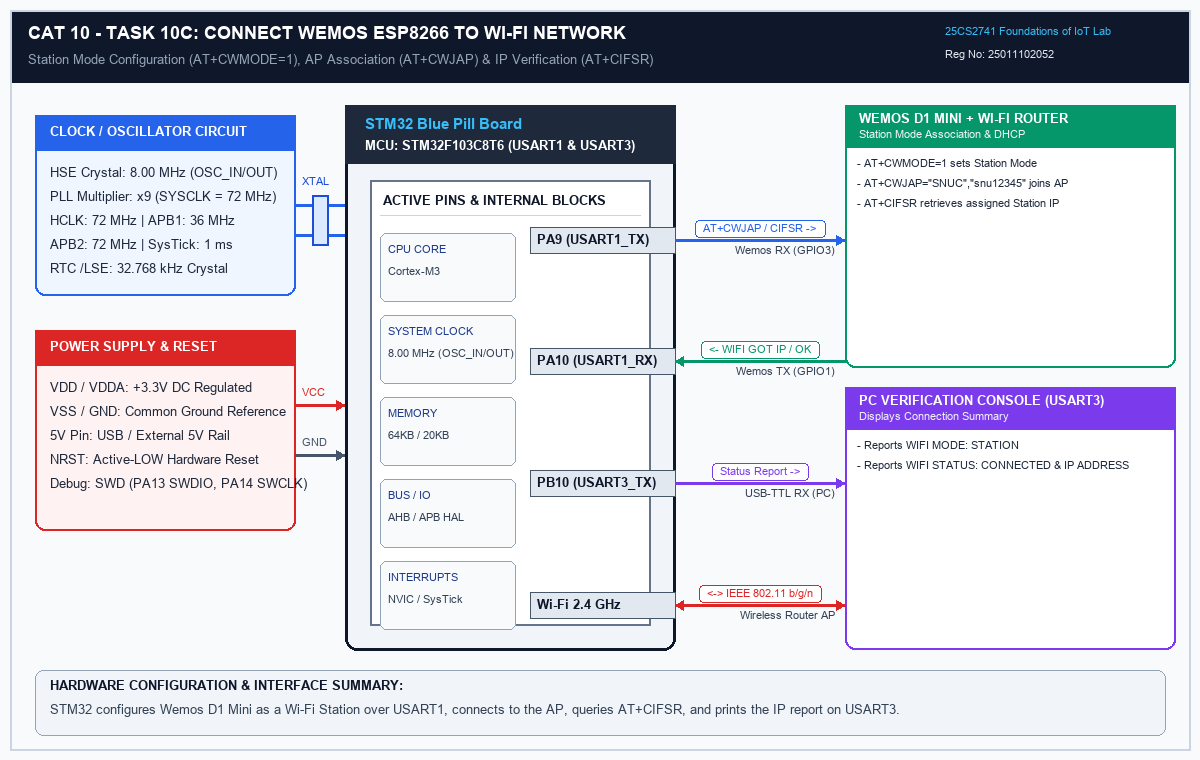 CAT 10 - TASK 10C: CONNECT WEMOS ESP8266 TO WI-FI NETWORK
Station Mode Configuration (AT+CWMODE=1), AP Association (AT+CWJAP) & IP Verification (AT+CIFSR)
25CS2741 Foundations of IoT Lab
Reg No: 25011102052
CLOCK / OSCILLATOR CIRCUIT
HSE Crystal: 8.00 MHz (OSC_IN/OUT)
PLL Multiplier: x9 (SYSCLK = 72 MHz)
HCLK: 72 MHz | APB1: 36 MHz
APB2: 72 MHz | SysTick: 1 ms
RTC /LSE: 32.768 kHz Crystal
XTAL
POWER SUPPLY & RESET
VDD / VDDA: +3.3V DC Regulated
VSS / GND: Common Ground Reference
5V Pin: USB / External 5V Rail
NRST: Active-LOW Hardware Reset
Debug: SWD (PA13 SWDIO, PA14 SWCLK)
VCC
GND
STM32 Blue Pill Board
MCU: STM32F103C8T6 (USART1 & USART3)
ACTIVE PINS & INTERNAL BLOCKS
CPU CORE
Cortex-M3
SYSTEM CLOCK
8.00 MHz (OSC_IN/OUT)
MEMORY
64KB / 20KB
BUS / IO
AHB / APB HAL
INTERRUPTS
NVIC / SysTick
PA9 (USART1_TX)
PA10 (USART1_RX)
PB10 (USART3_TX)
Wi-Fi 2.4 GHz
AT+CWJAP / CIFSR ->
Wemos RX (GPIO3)
<- WIFI GOT IP / OK
Wemos TX (GPIO1)
Status Report ->
USB-TTL RX (PC)
<-> IEEE 802.11 b/g/n
Wireless Router AP
WEMOS D1 MINI + WI-FI ROUTER
Station Mode Association & DHCP
- AT+CWMODE=1 sets Station Mode
- AT+CWJAP="SNUC","snu12345" joins AP
- AT+CIFSR retrieves assigned Station IP
PC VERIFICATION CONSOLE (USART3)
Displays Connection Summary
- Reports WIFI MODE: STATION
- Reports WIFI STATUS: CONNECTED & IP ADDRESS
HARDWARE CONFIGURATION & INTERFACE SUMMARY:
STM32 configures Wemos D1 Mini as a Wi-Fi Station over USART1, connects to the AP, queries AT+CIFSR, and prints the IP report on USART3.